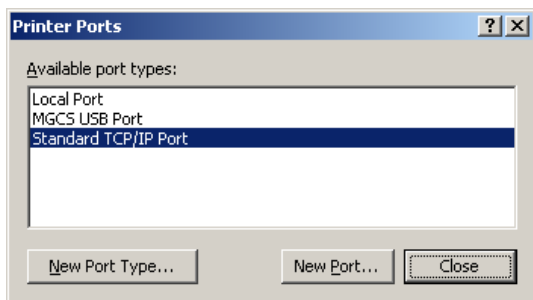 Printer Ports
Available port types:
Local Port
MGCS USB Port
Standard TCP/IP Port
New Port Type... New Port... Close